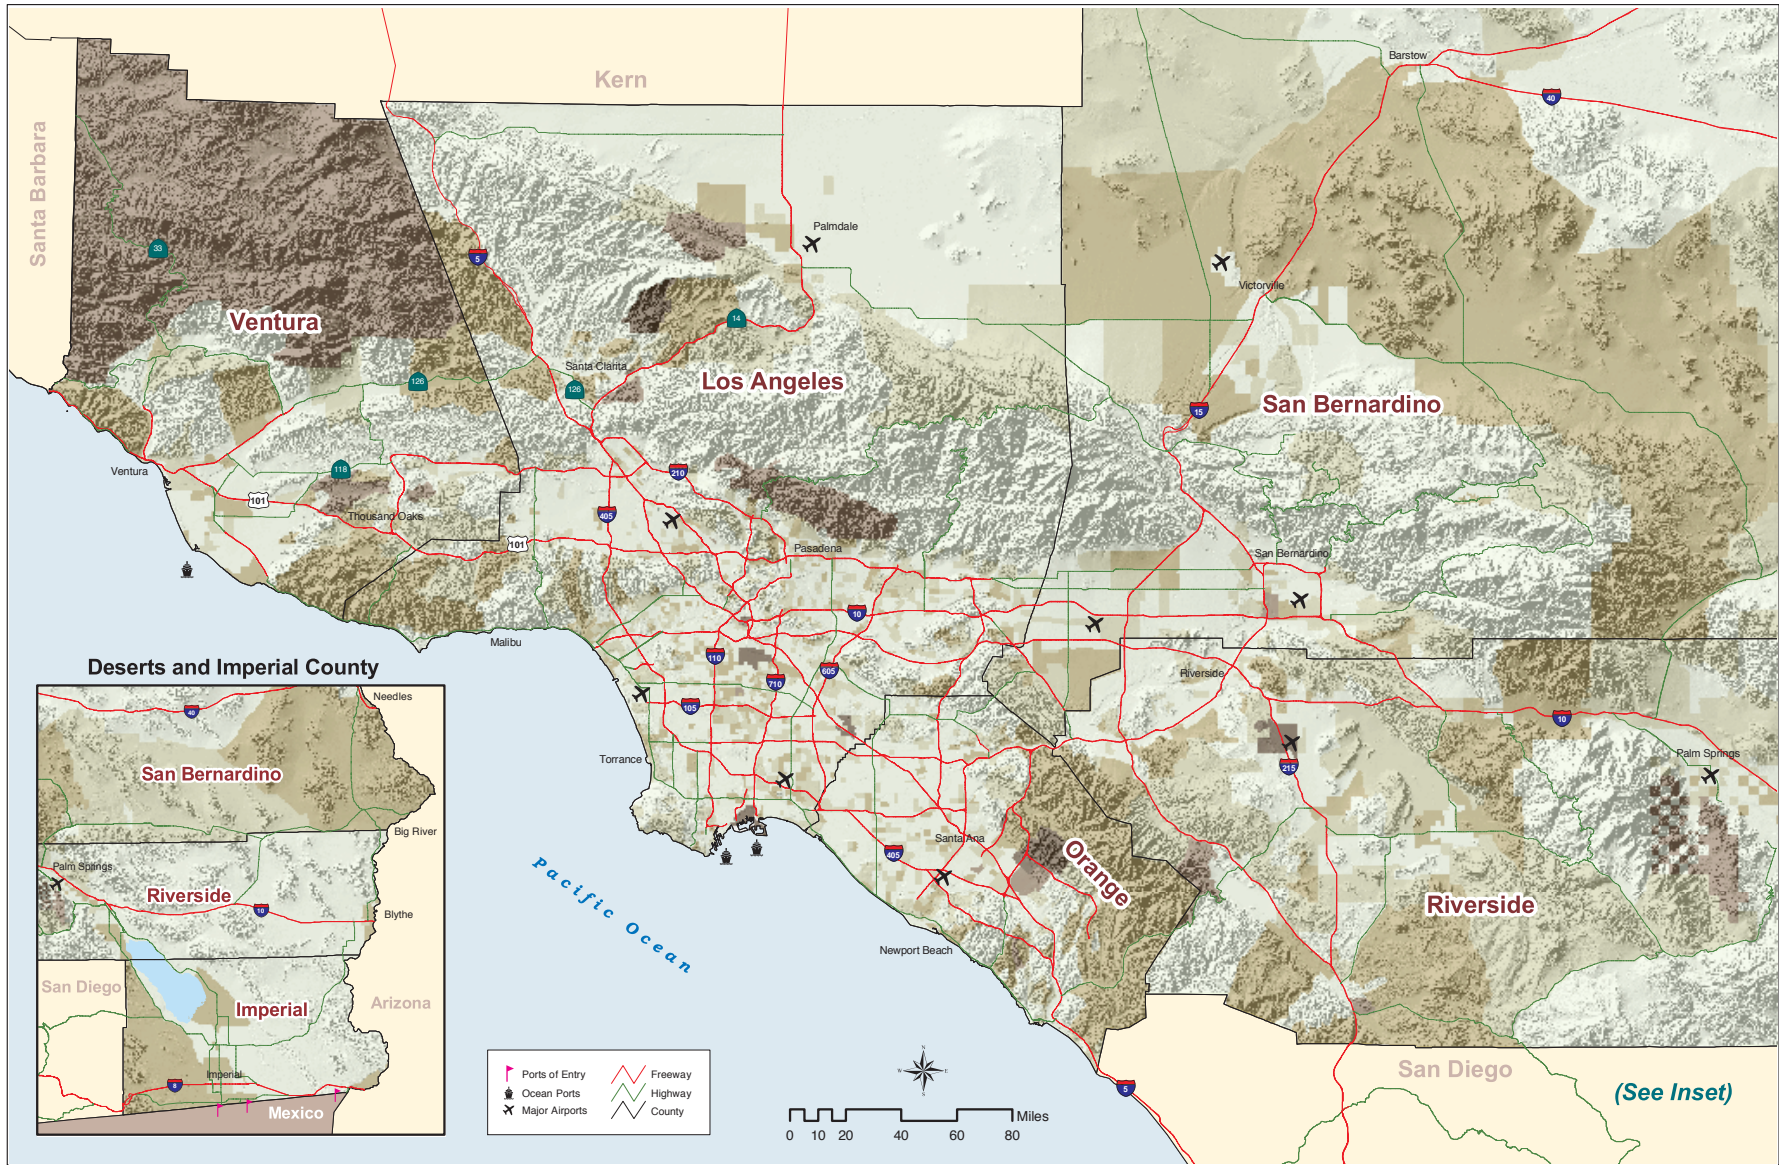 Kern
Barstow
40
Santa Barbara
33
5
Palmdale
Victorville
Ventura
14
Santa Clarita
126
126
Los Angeles
15
San Bernardino
Ventura
118
210
101
Thousand Oaks
405
101
Pasadena
San Bernardino
10
Malibu
110
605
710
105
Riverside
10
215
Palm Springs
Torrance
Santa Ana
405
Orange
Riverside
Newport Beach
Pacific Ocean
San Diego
5
(See Inset)
Deserts and Imperial County
Needles
40
San Bernardino
Big River
Palm Springs
Riverside
10
Blythe
San Diego
Imperial
Arizona
Imperial
8
Mexico
Ports of Entry
Ocean Ports
Major Airports
Freeway
Highway
County
N
W
E
S
Miles
0 10 20 40 60 80